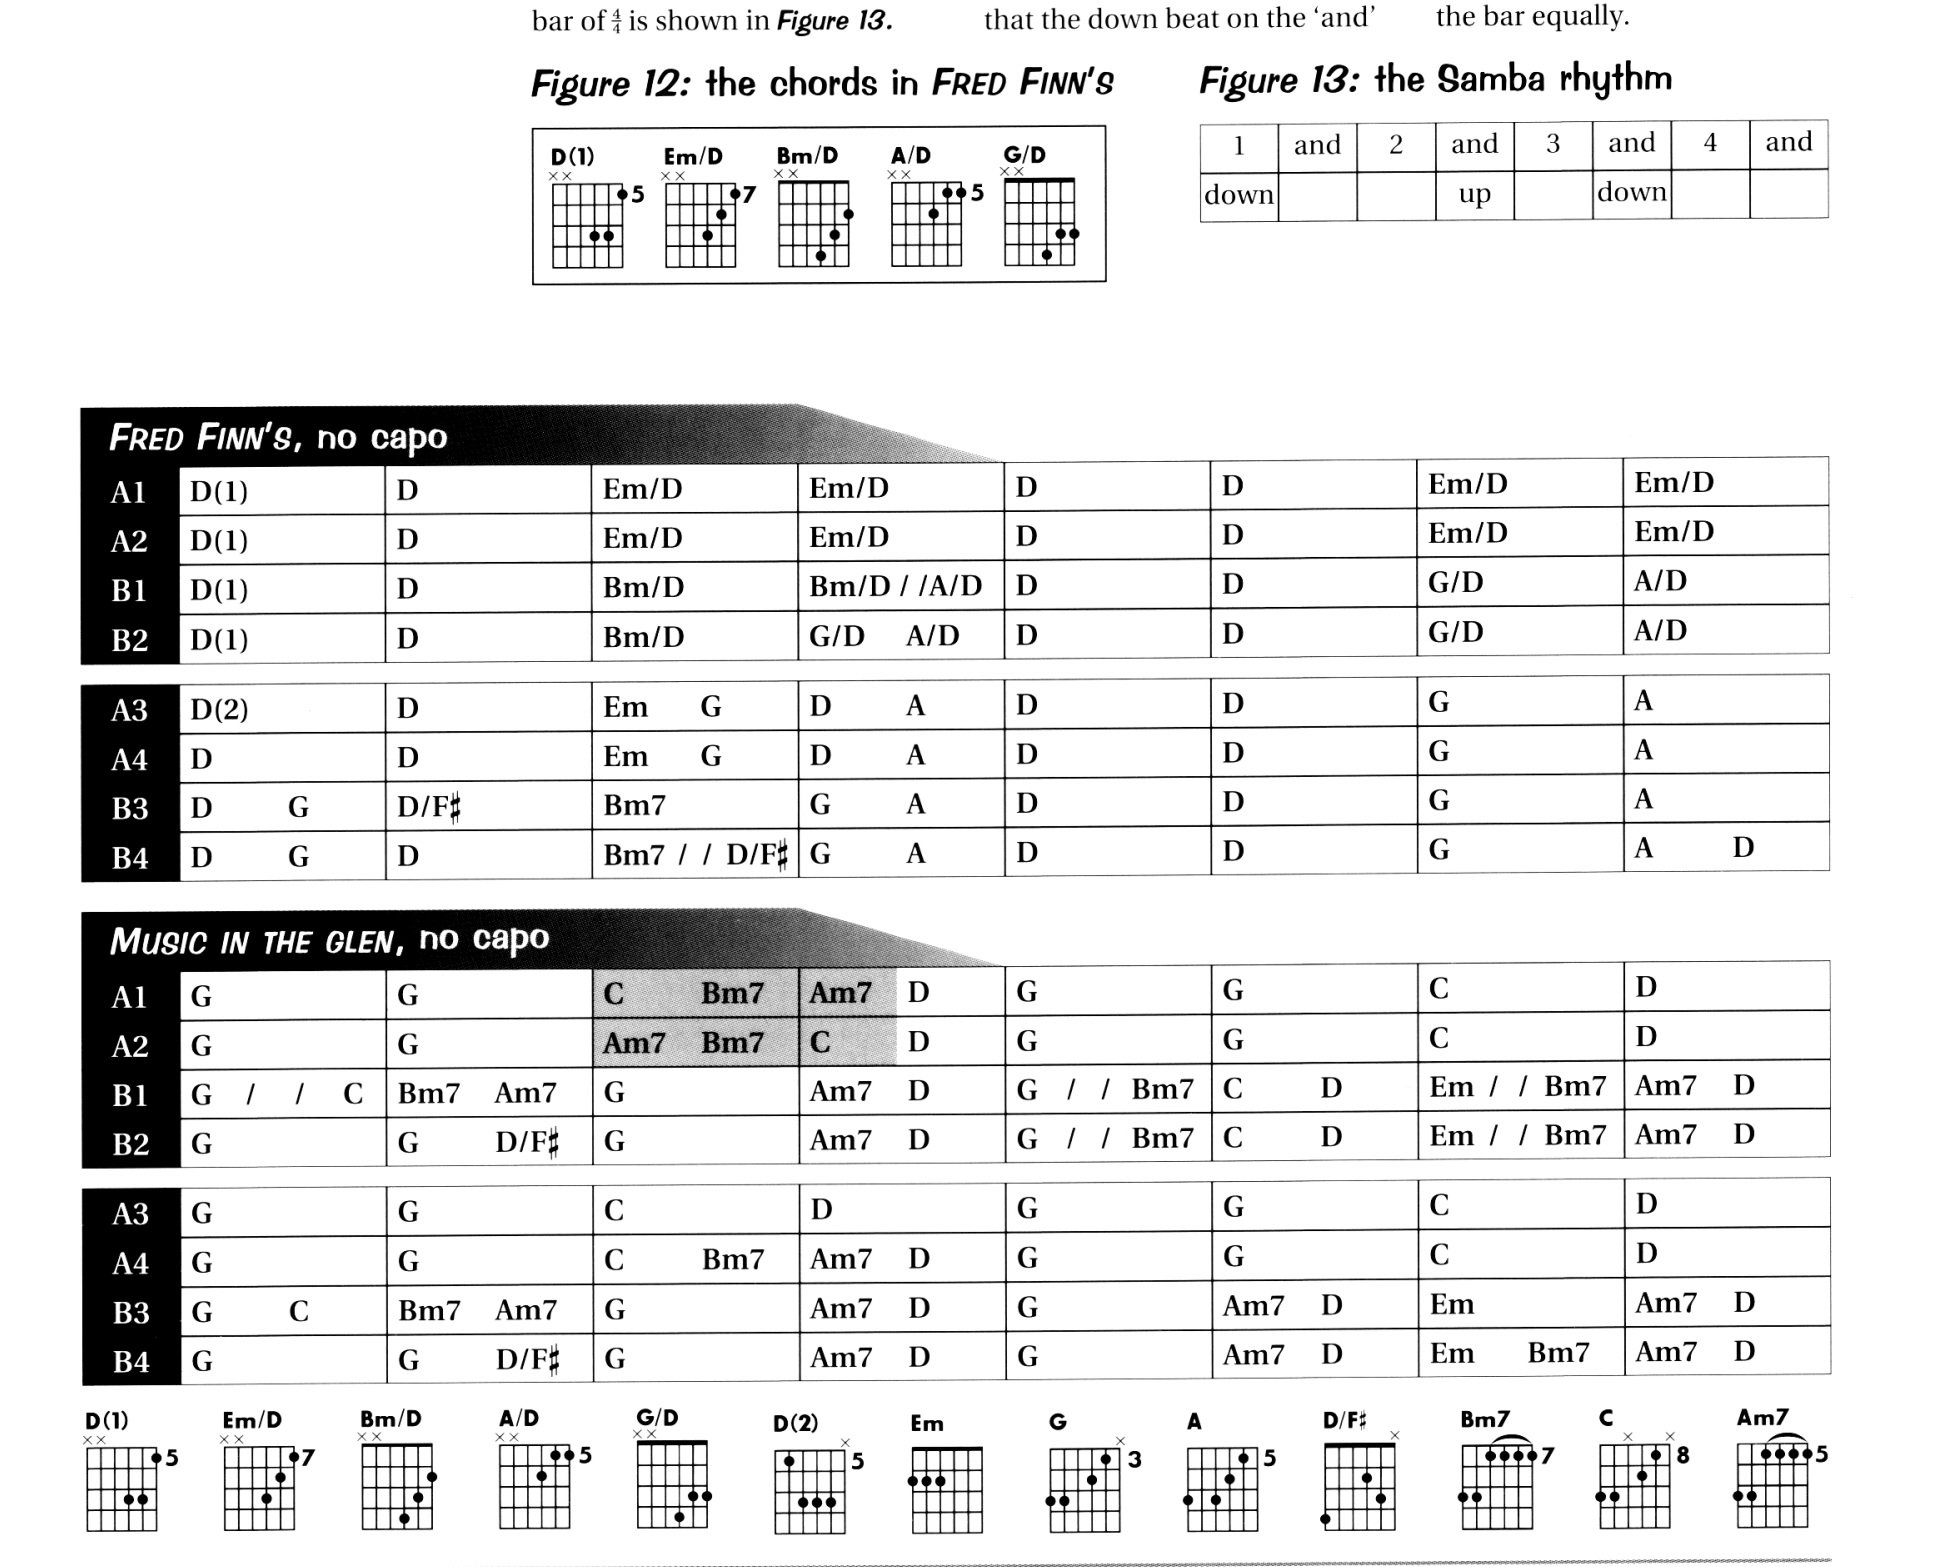 bar of 4/4 is shown in Figure 13.
that the down beat on the ‘and’
the bar equally.
Figure 12: the chords in FRED FINN'S
D(1) Em/D Bm/D A/D G/D
×× ×× ×× ×× ××
5 7 5
Figure 13: the Samba rhythm
1 and 2 and 3 and 4 and
down up down
FRED FINN'S, no capo
A1 D(1) D Em/D Em/D D D Em/D Em/D
A2 D(1) D Em/D Em/D D D Em/D Em/D
B1 D(1) D Bm/D Bm/D / /A/D D D G/D A/D
B2 D(1) D Bm/D G/D A/D D D G/D A/D
A3 D(2) D Em G D A D D G A
A4 D D Em G D A D D G A
B3 D G D/F♯ Bm7 G A D D G A
B4 D G D Bm7 / / D/F♯ G A D D G A D
MUSIC IN THE GLEN, no capo
A1 G G C Bm7 Am7 D G G C D
A2 G G Am7 Bm7 C D G G C D
B1 G / / C Bm7 Am7 G Am7 D G / / Bm7 C D Em / / Bm7 Am7 D
B2 G G D/F♯ G Am7 D G / / Bm7 C D Em / / Bm7 Am7 D
A3 G G C D G G C D
A4 G G C Bm7 Am7 D G G C D
B3 G C Bm7 Am7 G Am7 D G Am7 D Em Am7 D
B4 G G D/F♯ G Am7 D G Am7 D Em Bm7 Am7 D
D(1) Em/D Bm/D A/D G/D D(2) Em G A D/F♯ Bm7 C Am7
×× ×× ×× ×× ×× × × × × ×
5 7 5 5 3 5 7 8 5